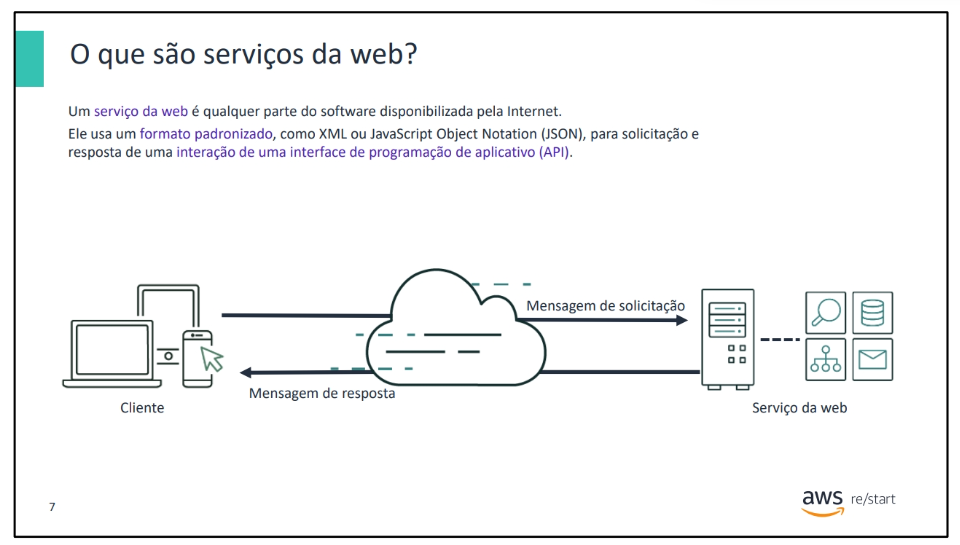 O que são serviços da web?
Um serviço da web é qualquer parte do software disponibilizada pela Internet.
Ele usa um formato padronizado, como XML ou JavaScript Object Notation (JSON), para solicitação e
resposta de uma interação de uma interface de programação de aplicativo (API).
Mensagem de solicitação
Mensagem de resposta
Cliente
Serviço da web
7
aws re/start